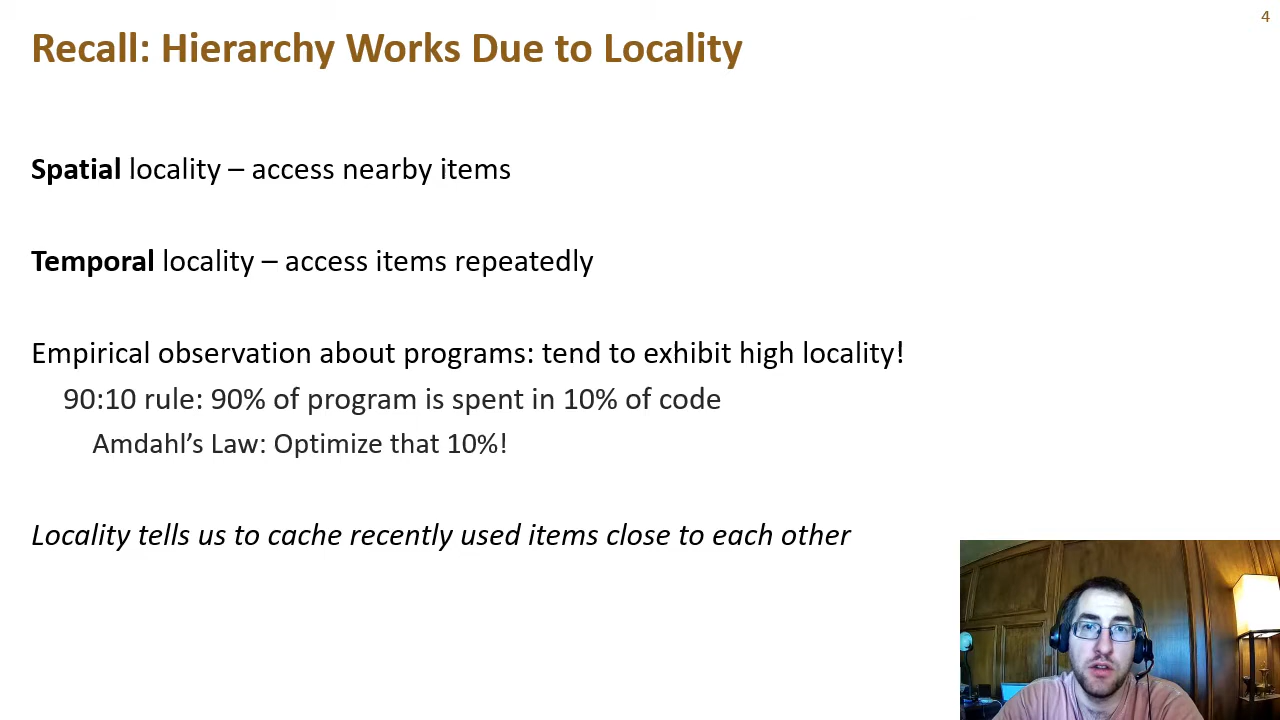 4
Recall: Hierarchy Works Due to Locality
Spatial locality – access nearby items
Temporal locality – access items repeatedly
Empirical observation about programs: tend to exhibit high locality!
90:10 rule: 90% of program is spent in 10% of code
Amdahl’s Law: Optimize that 10%!
Locality tells us to cache recently used items close to each other